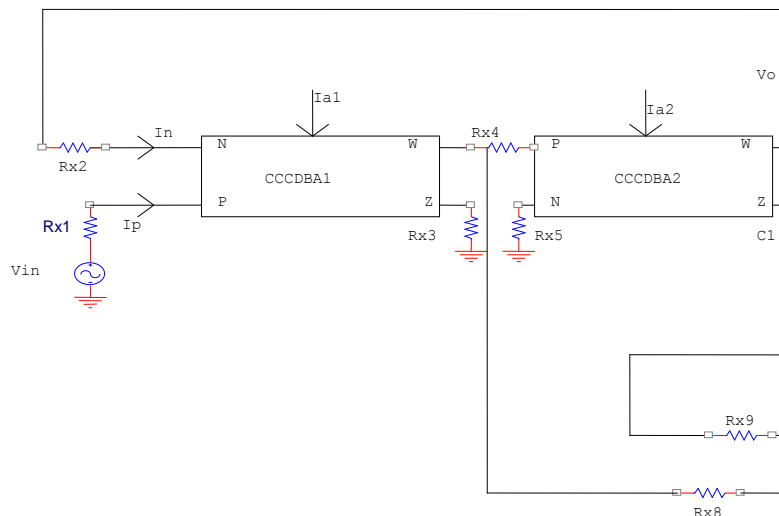 Vo
Ia1
Ia2
In
Rx4
N
W
P
W
Rx2
CCCDBA1
CCCDBA2
P
Z
N
Z
Rx1
Ip
Rx3
Rx5
C1
Vin
Rx9
Rx8